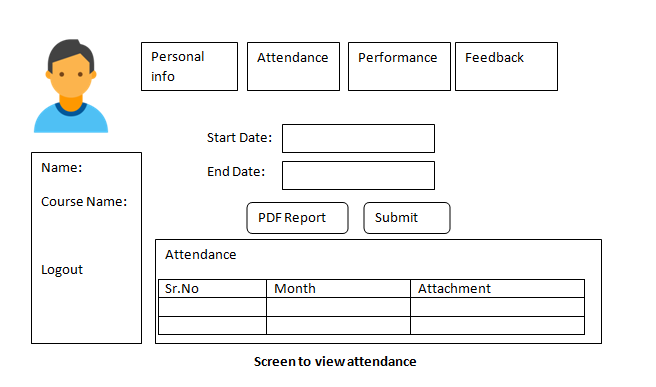 Personal
info
Attendance
Performance
Feedback
Start Date:
End Date:
PDF Report
Submit
Name:
Course Name:
Logout
Attendance
Sr.No
Month
Attachment
Screen to view attendance